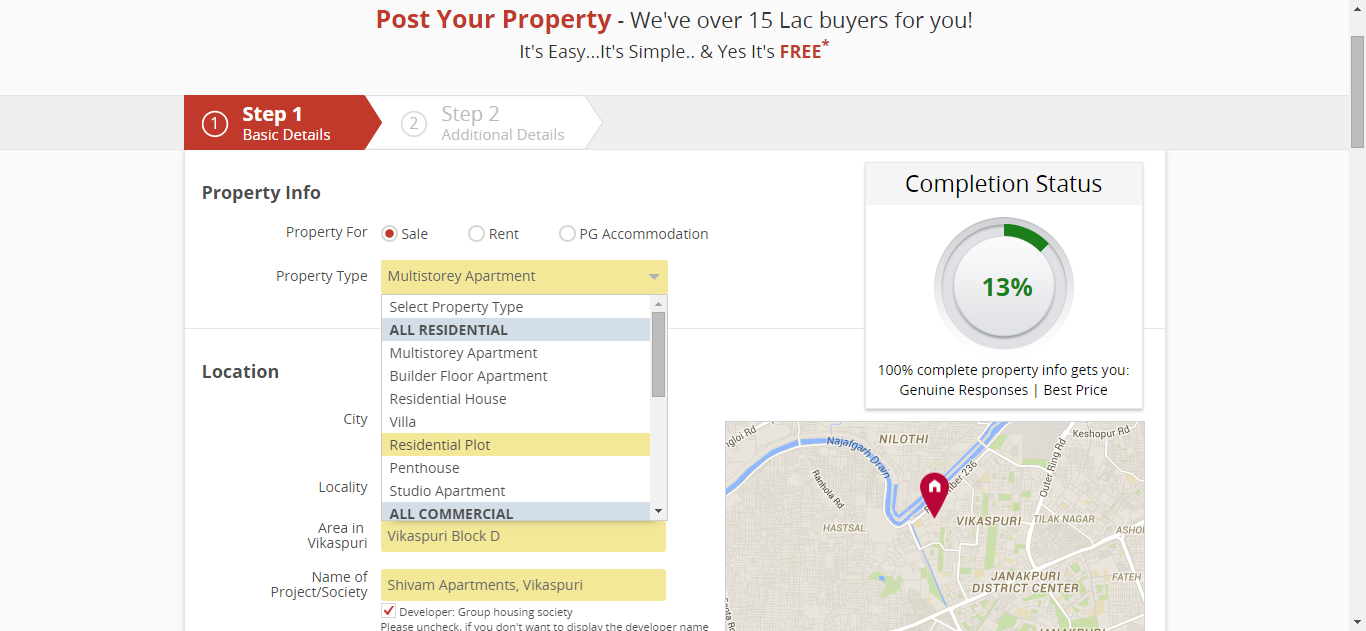 Post Your Property - We've over 15 Lac buyers for you!
It's Easy...It's Simple.. & Yes It's FREE*
1 Step 1
Basic Details
2 Step 2
Additional Details
Property Info
Property For Sale Rent PG Accommodation
Property Type Multistorey Apartment
Select Property Type
ALL RESIDENTIAL
Multistorey Apartment
Builder Floor Apartment
Residential House
Villa
Residential Plot
Penthouse
Studio Apartment
ALL COMMERCIAL
Location
City
Locality
Area in
Vikaspuri
Vikaspuri Block D
Name of
Project/Society
Shivam Apartments, Vikaspuri
Developer: Group housing society
Please uncheck, if you don't want to display the developer name
Completion Status
13%
100% complete property info gets you:
Genuine Responses | Best Price
Rd
NILOTHI
Keshopur Rd
Najafgarh Drain
Ranhola Rd
Outer Ring Rd
236
HASTSAL
VIKASPURI
TILAK NAGAR
JANAKPURI
DISTRICT CENTER
FATEH